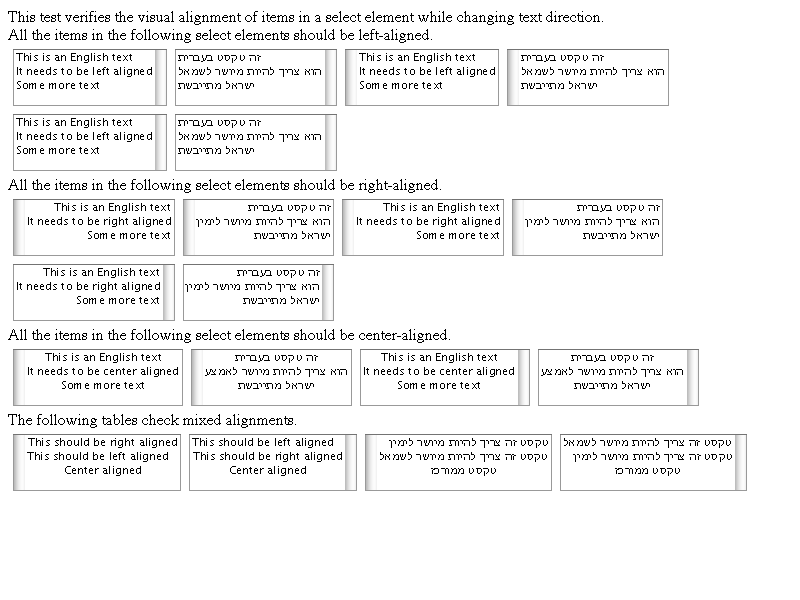 This test verifies the visual alignment of items in a select element while changing text direction.
All the items in the following select elements should be left-aligned.
This is an English text
It needs to be left aligned
Some more text
זה טקסט בעברית
הוא צריך להיות מיושר לשמאל
ישראל מתייבשת
This is an English text
It needs to be left aligned
Some more text
זה טקסט בעברית
הוא צריך להיות מיושר לשמאל
ישראל מתייבשת
This is an English text
It needs to be left aligned
Some more text
זה טקסט בעברית
הוא צריך להיות מיושר לשמאל
ישראל מתייבשת
All the items in the following select elements should be right-aligned.
This is an English text
It needs to be right aligned
Some more text
זה טקסט בעברית
הוא צריך להיות מיושר לימין
ישראל מתייבשת
This is an English text
It needs to be right aligned
Some more text
זה טקסט בעברית
הוא צריך להיות מיושר לימין
ישראל מתייבשת
This is an English text
It needs to be right aligned
Some more text
זה טקסט בעברית
הוא צריך להיות מיושר לימין
ישראל מתייבשת
All the items in the following select elements should be center-aligned.
This is an English text
It needs to be center aligned
Some more text
זה טקסט בעברית
הוא צריך להיות מיושר לאמצע
ישראל מתייבשת
This is an English text
It needs to be center aligned
Some more text
זה טקסט בעברית
הוא צריך להיות מיושר לאמצע
ישראל מתייבשת
The following tables check mixed alignments.
This should be right aligned
This should be left aligned
Center aligned
This should be left aligned
This should be right aligned
Center aligned
טקסט זה צריך להיות מיושר לימין
טקסט זה צריך להיות מיושר לשמאל
טקסט ממורכז
טקסט זה צריך להיות מיושר לשמאל
טקסט זה צריך להיות מיושר לימין
טקסט ממורכז